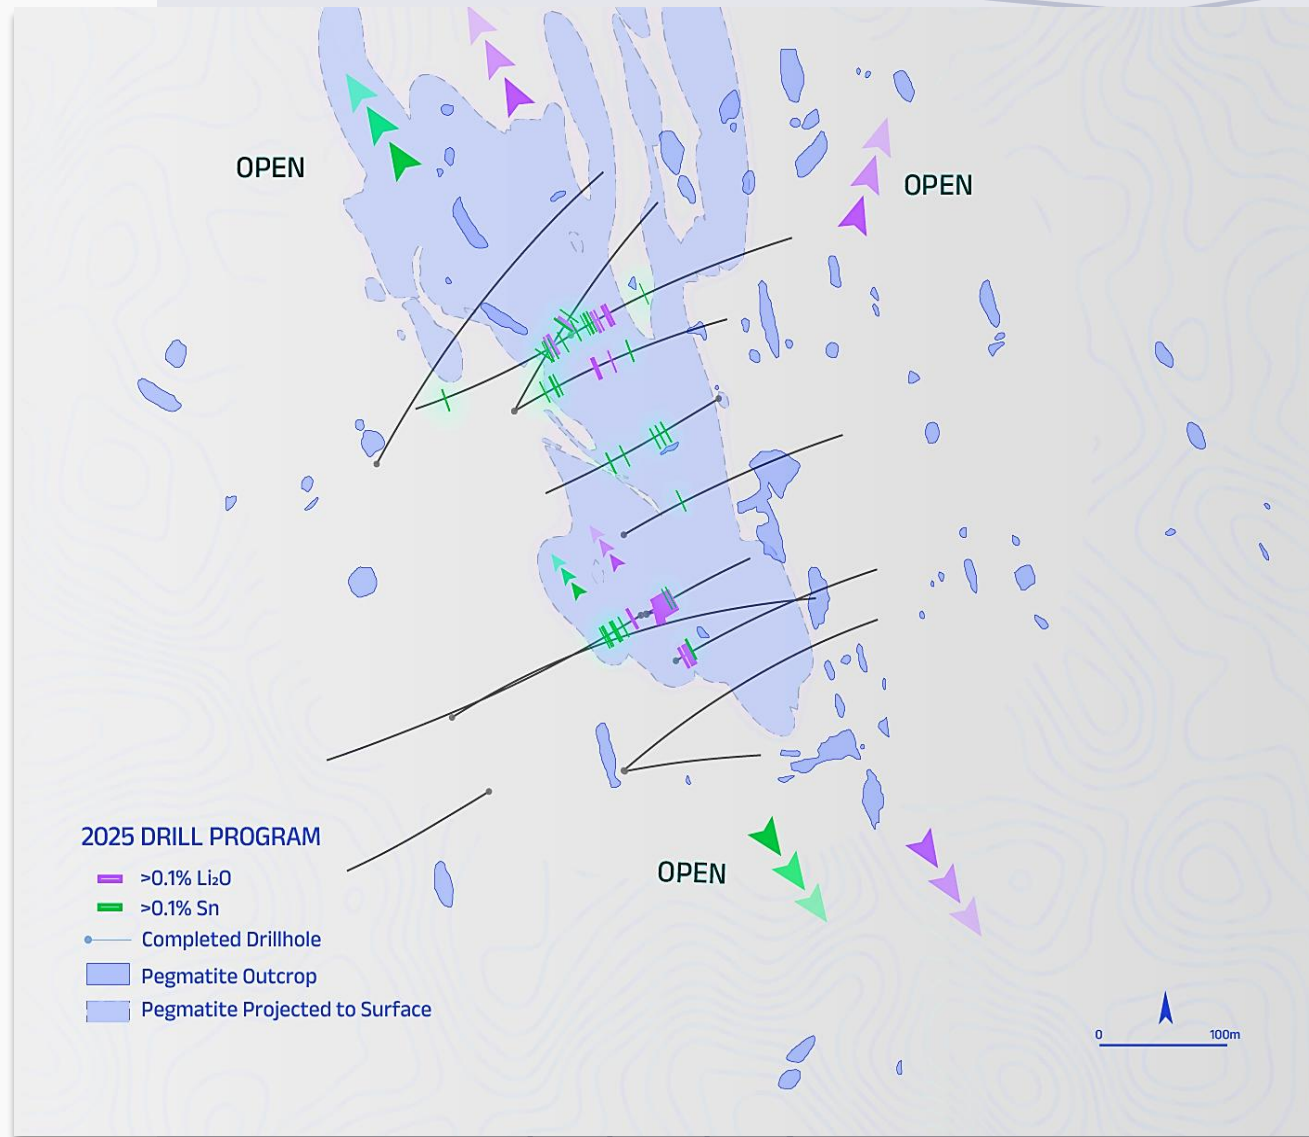 OPEN
OPEN
OPEN
2025 DRILL PROGRAM
>0.1% Li₂O
>0.1% Sn
Completed Drillhole
Pegmatite Outcrop
Pegmatite Projected to Surface
0 100m